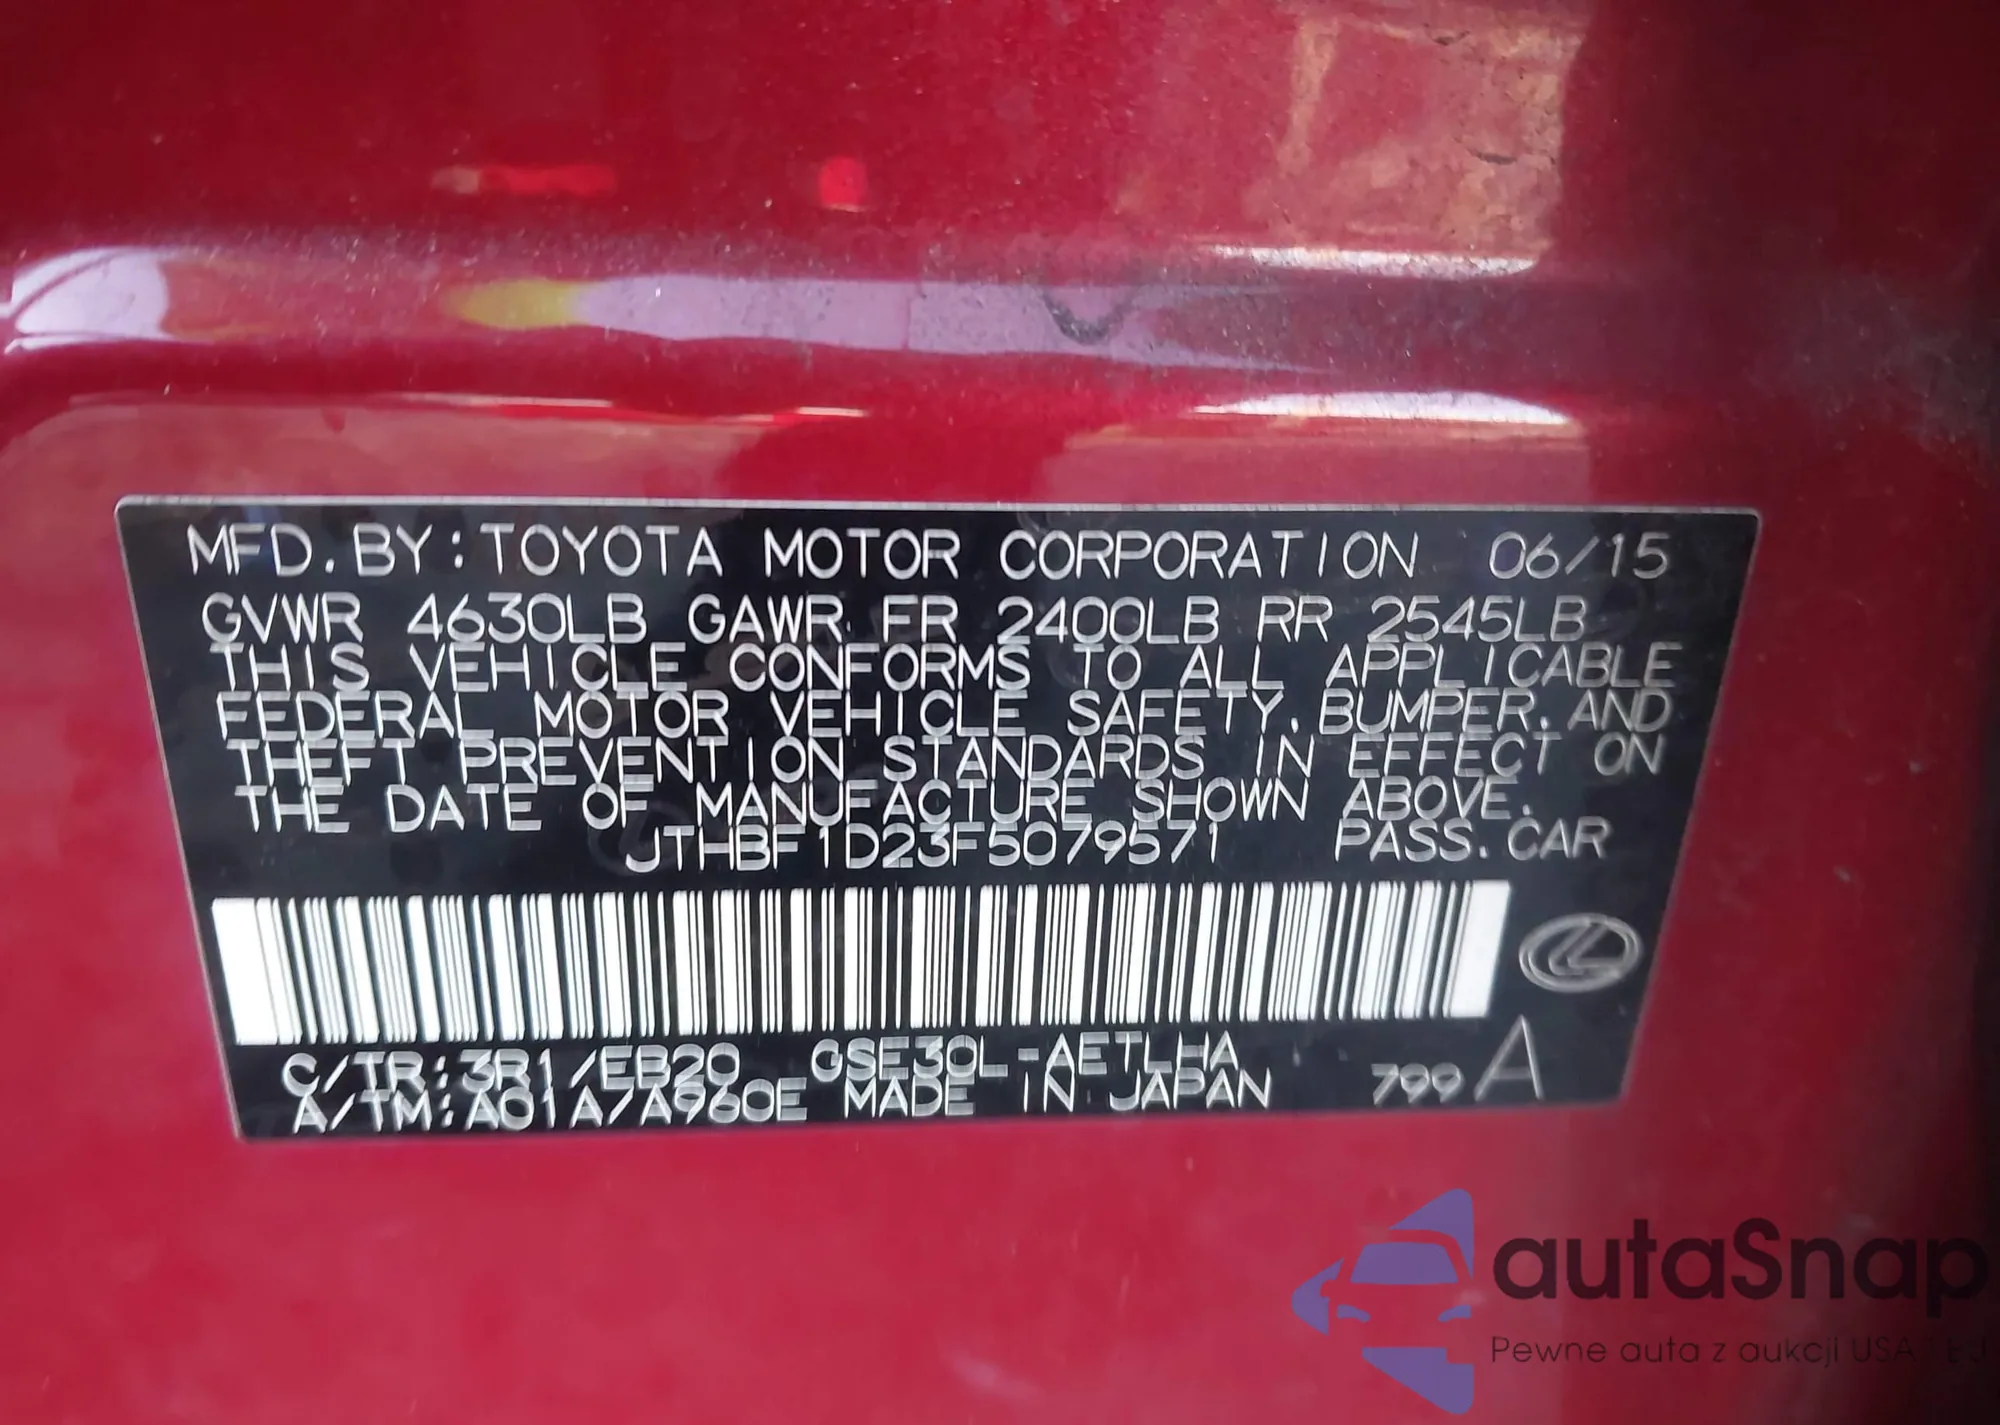 MFD. BY: TOYOTA MOTOR CORPORATION 06/15
GVWR 4630LB GAWR FR 2400LB RR 2545LB
THIS VEHICLE CONFORMS TO ALL APPLICABLE
FEDERAL MOTOR VEHICLE SAFETY, BUMPER, AND
THEFT PREVENTION STANDARDS IN EFFECT ON
THE DATE OF MANUFACTURE SHOWN ABOVE.
JTHBF1D23F5079571 PASS. CAR
C/TR: 3R1/EB20 GSE30L-AETLHA
A/TM: A01A/A960E MADE IN JAPAN 799 A
autaSnap
Pewne auta z aukcji USA